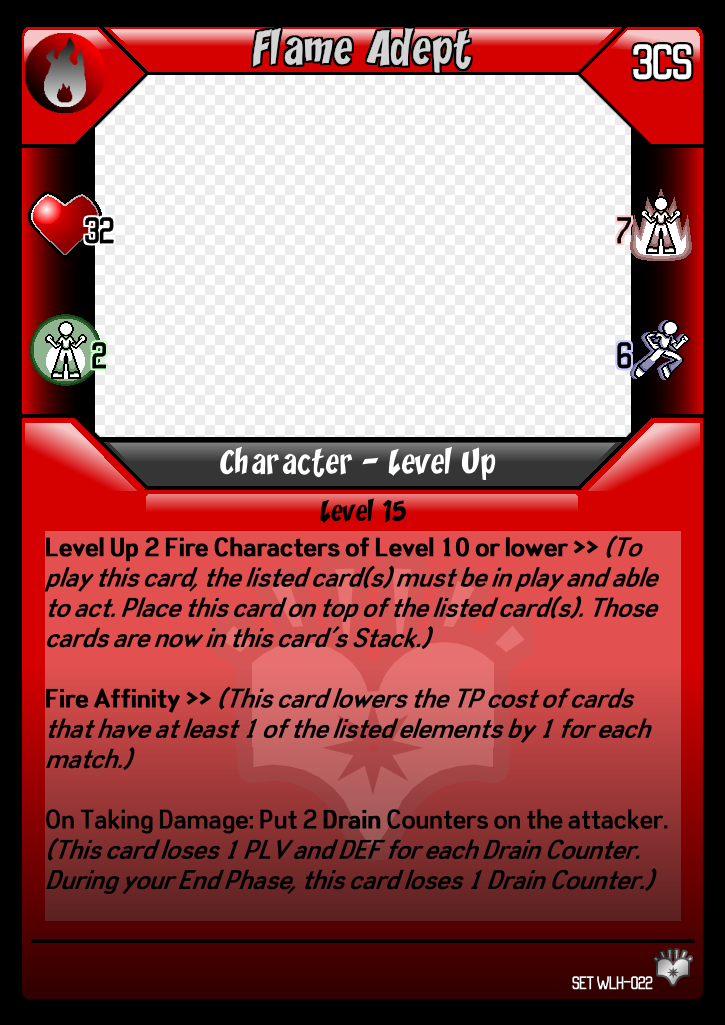 Flame Adept
3CS
32
7
2
6
Character - Level Up
Level 15
Level Up 2 Fire Characters of Level 10 or lower >> (To
play this card, the listed card(s) must be in play and able
to act. Place this card on top of the listed card(s). Those
cards are now in this card's Stack.)
Fire Affinity >> (This card lowers the TP cost of cards
that have at least 1 of the listed elements by 1 for each
match.)
On Taking Damage: Put 2 Drain Counters on the attacker.
(This card loses 1 PLV and DEF for each Drain Counter.
During your End Phase, this card loses 1 Drain Counter.)
SET WLH-022